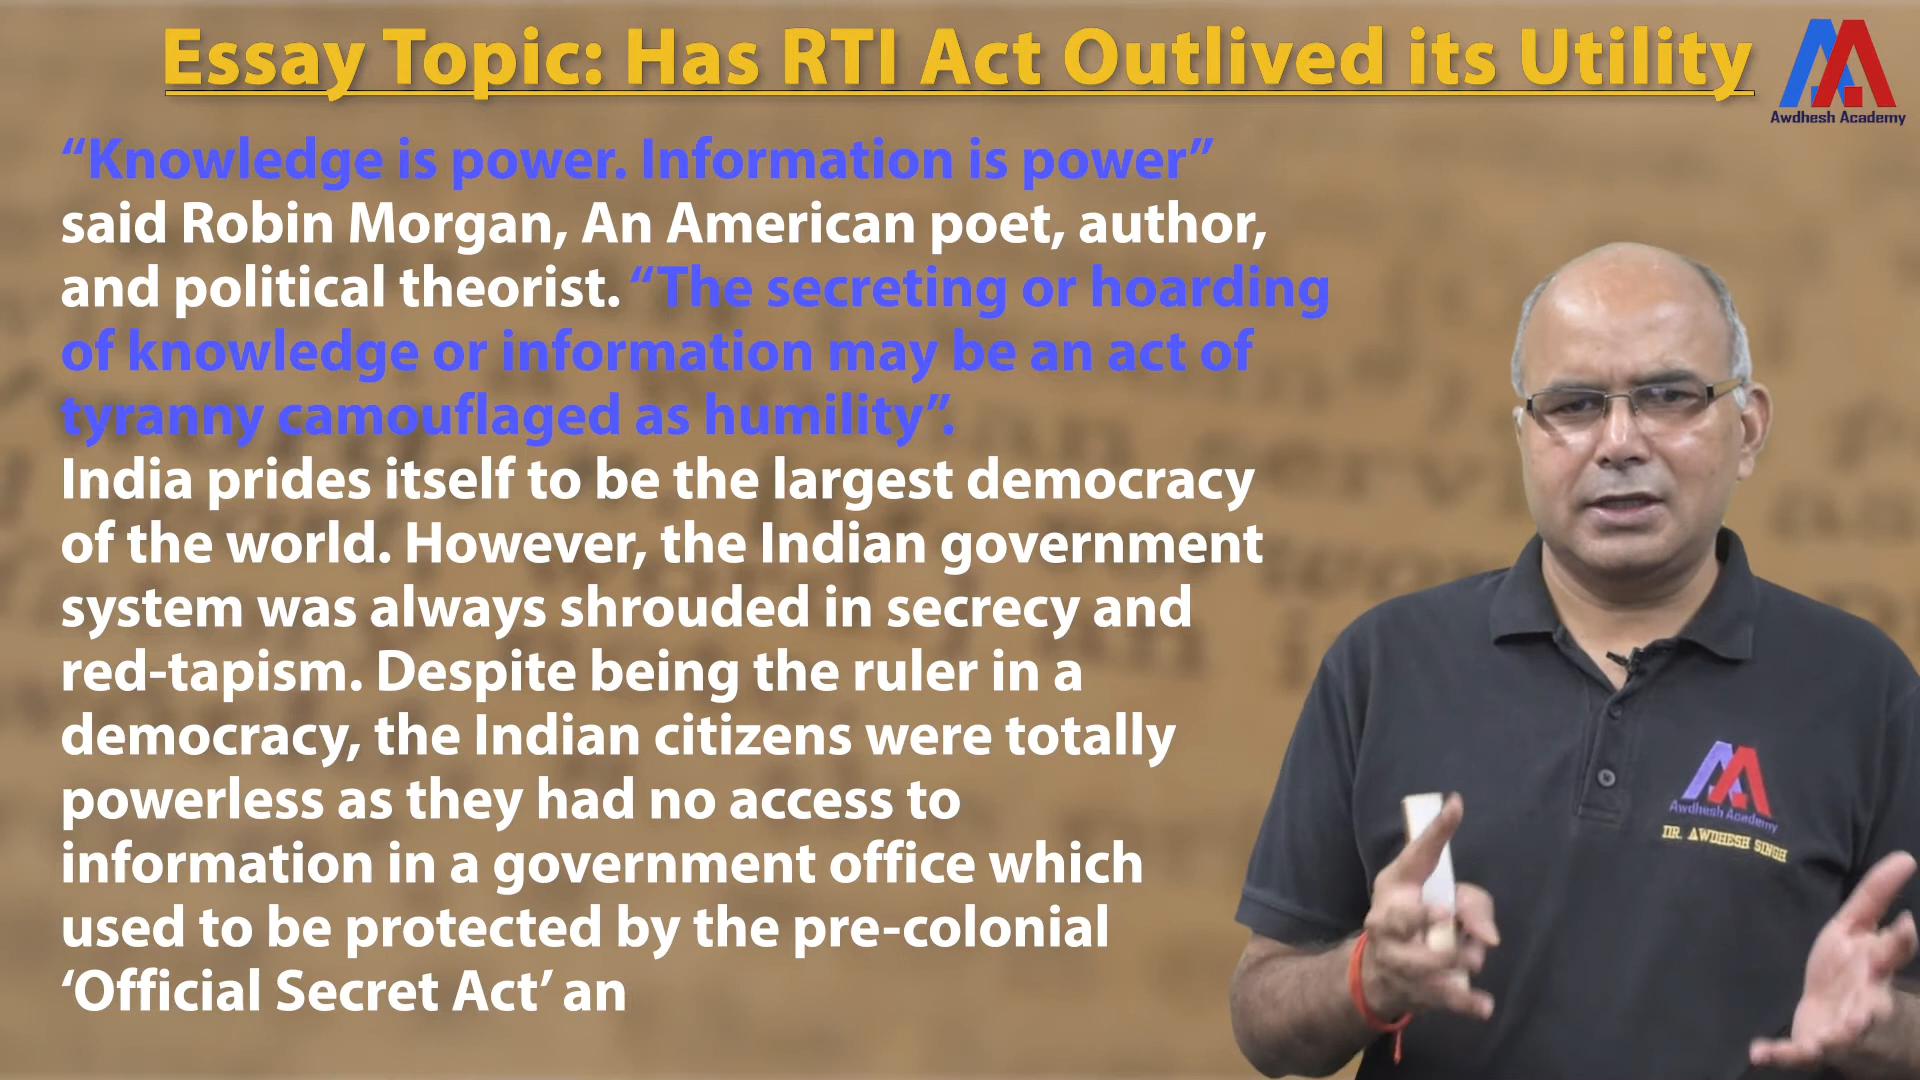 Essay Topic: Has RTI Act Outlived its Utility
Awdhesh Academy
“Knowledge is power. Information is power”
said Robin Morgan, An American poet, author,
and political theorist. “The secreting or hoarding
of knowledge or information may be an act of
tyranny camouflaged as humility”.
India prides itself to be the largest democracy
of the world. However, the Indian government
system was always shrouded in secrecy and
red-tapism. Despite being the ruler in a
democracy, the Indian citizens were totally
powerless as they had no access to
information in a government office which
used to be protected by the pre-colonial
‘Official Secret Act’ an
Awdhesh Academy
DR. AWDHESH SINGH